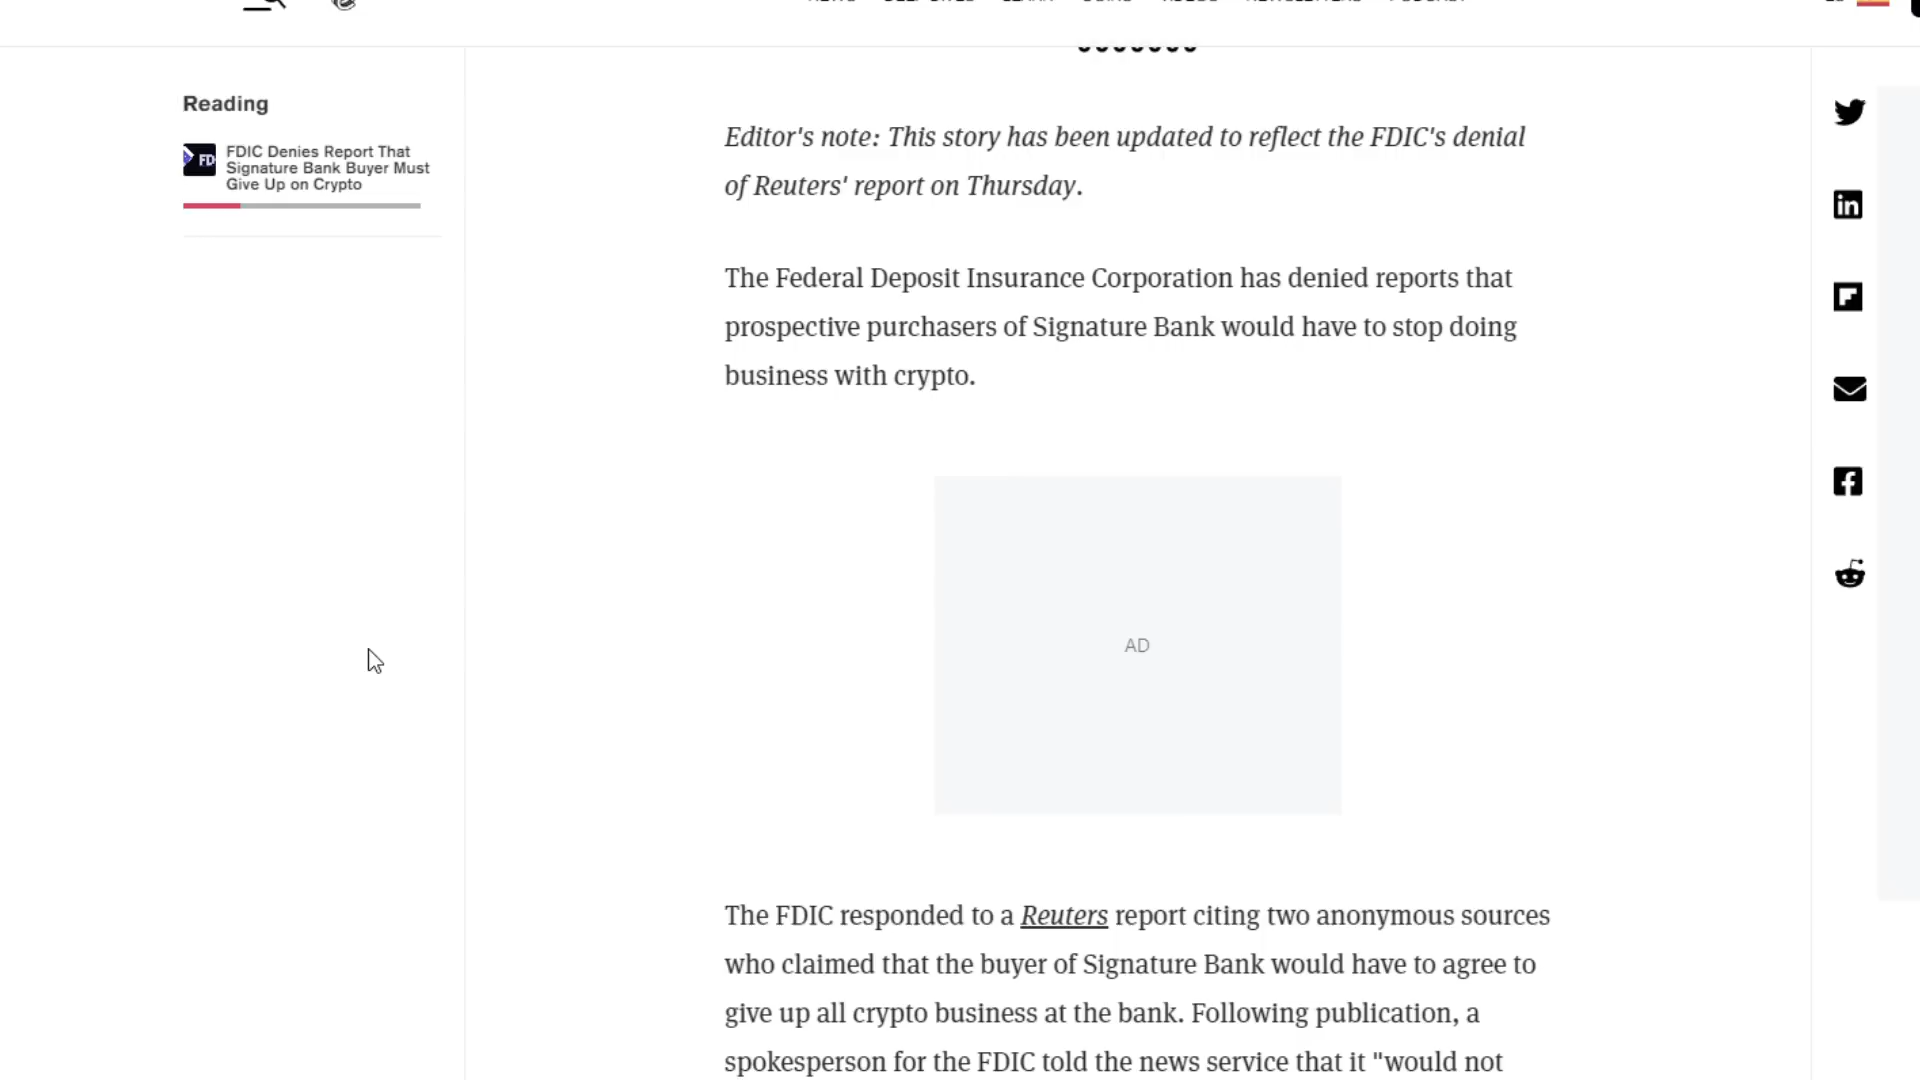 Reading
FD
FDIC Denies Report That
Signature Bank Buyer Must
Give Up on Crypto
Editor's note: This story has been updated to reflect the FDIC's denial
of Reuters' report on Thursday.
The Federal Deposit Insurance Corporation has denied reports that
prospective purchasers of Signature Bank would have to stop doing
business with crypto.
AD
The FDIC responded to a Reuters report citing two anonymous sources
who claimed that the buyer of Signature Bank would have to agree to
give up all crypto business at the bank. Following publication, a
spokesperson for the FDIC told the news service that it "would not